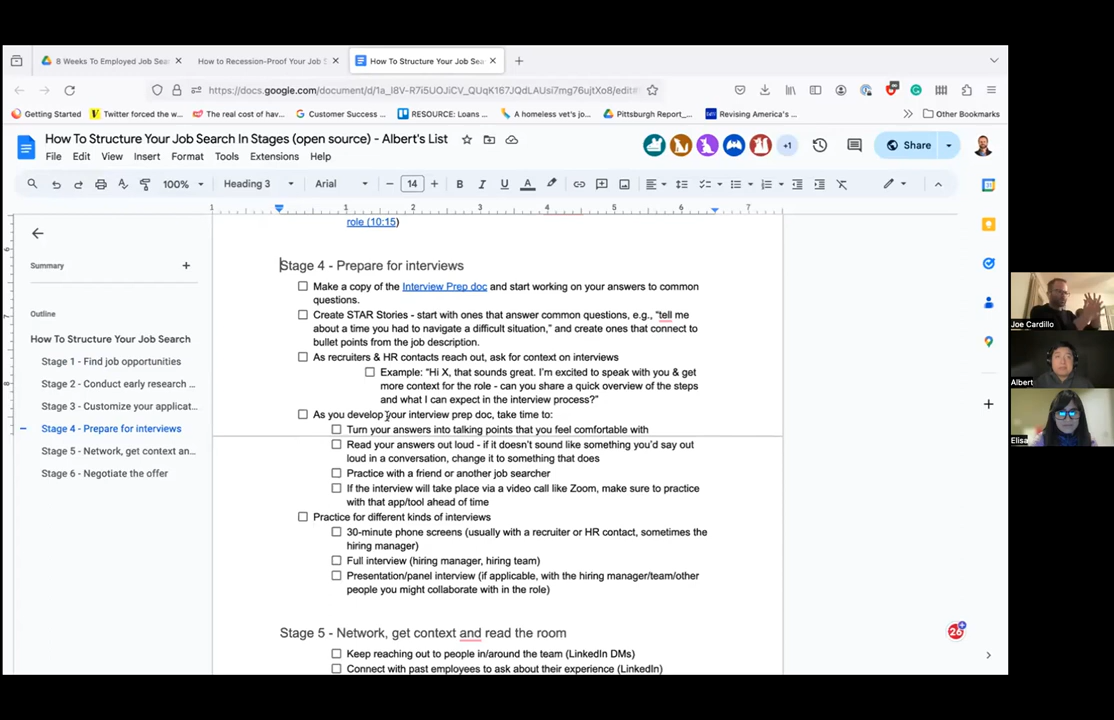 8 Weeks To Employed Job Sea
How to Recession-Proof Your Job S
How To Structure Your Job Sea
Getting Started
Twitter forced the w
The real cost of hav
Customer Success
RESOURCE: Loans
A homeless vet's jo
Pittsburgh Report_
Revising America's
Other Bookmarks
How To Structure Your Job Search In Stages (open source) - Albert's List
+1
Share
File Edit View Insert Format Tools Extensions Help
100% Heading 3 Arial 14
1 1 2 3 4 5 6 7
role (10:15)
Summary
Outline
How To Structure Your Job Search
Stage 1 - Find job opportunities
Stage 2 - Conduct early research ...
Stage 3 - Customize your applicat...
Stage 4 - Prepare for interviews
Stage 5 - Network, get context an...
Stage 6 - Negotiate the offer
Stage 4 - Prepare for interviews
Make a copy of the Interview Prep doc and start working on your answers to common
questions.
Create STAR Stories - start with ones that answer common questions, e.g., "tell me
about a time you had to navigate a difficult situation," and create ones that connect to
bullet points from the job description.
As recruiters & HR contacts reach out, ask for context on interviews
Example: "Hi X, that sounds great. I'm excited to speak with you & get
more context for the role - can you share a quick overview of the steps
and what I can expect in the interview process?"
As you develop your interview prep doc, take time to:
Turn your answers into talking points that you feel comfortable with
Read your answers out loud - if it doesn't sound like something you'd say out
loud in a conversation, change it to something that does
Practice with a friend or another job searcher
If the interview will take place via a video call like Zoom, make sure to practice
with that app/tool ahead of time
Practice for different kinds of interviews
30-minute phone screens (usually with a recruiter or HR contact, sometimes the
hiring manager)
Full interview (hiring manager, hiring team)
Presentation/panel interview (if applicable, with the hiring manager/team/other
people you might collaborate with in the role)
Stage 5 - Network, get context and read the room
Keep reaching out to people in/around the team (LinkedIn DMs)
Connect with past employees to ask about their experience (LinkedIn)
26
Joe Cardillo
Albert
Elisa